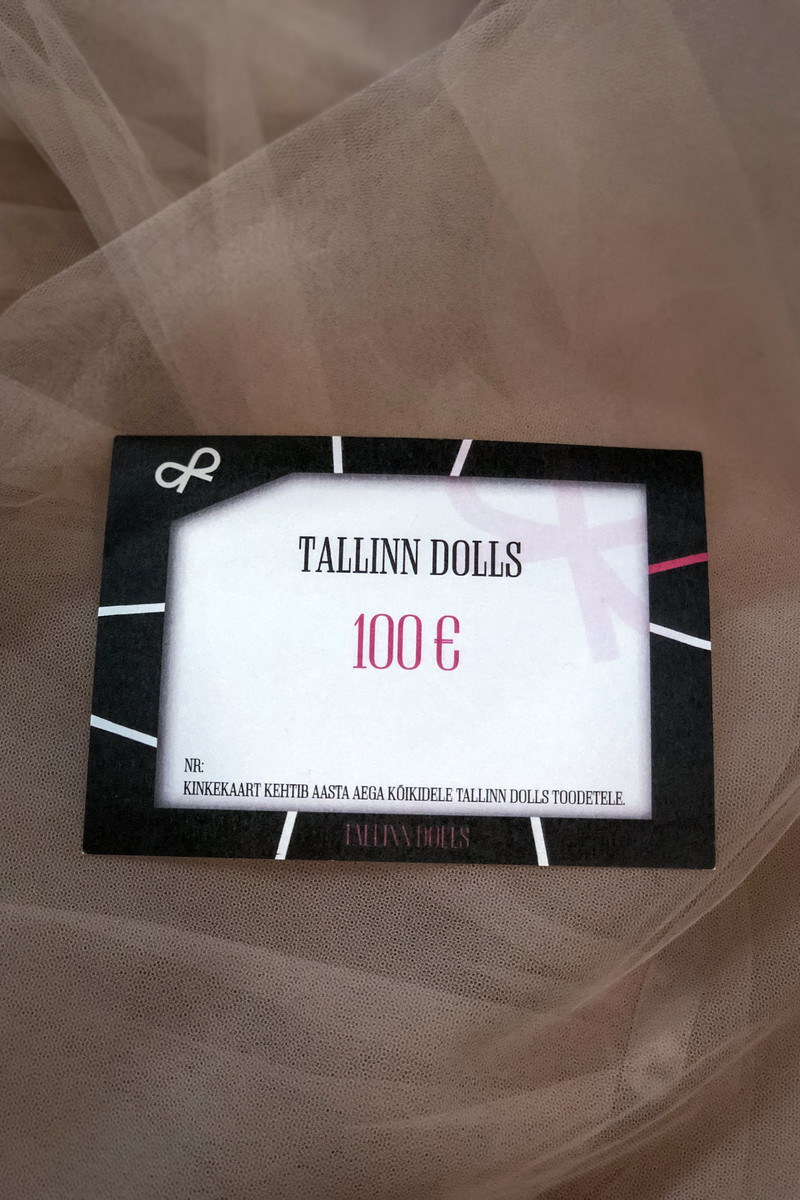 TALLINN DOLLS
100 €
NR:
KINKEKAART KEHTIB AASTA AEGA KÕIKIDELE TALLINN DOLLS TOODETELE.
TALLINN DOLLS